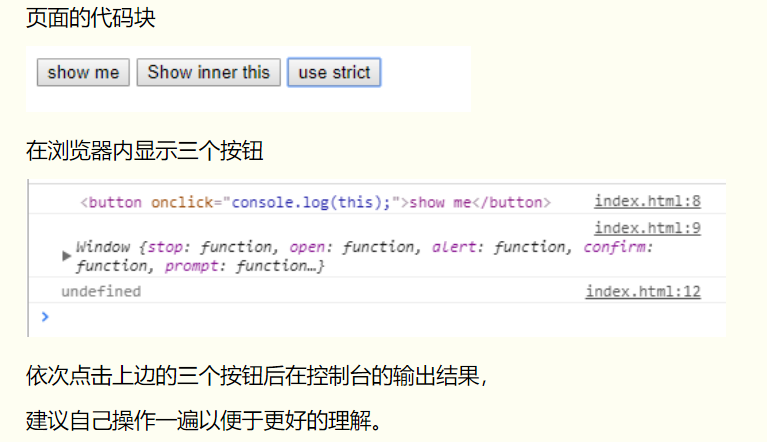 页面的代码块
show me Show inner this use strict
在浏览器内显示三个按钮
<button onclick="console.log(this);">show me</button> index.html:8
index.html:9
▶ Window {stop: function, open: function, alert: function, confirm:
function, prompt: function…}
undefined index.html:12
>
依次点击上边的三个按钮后在控制台的输出结果，
建议自己操作一遍以便于更好的理解。